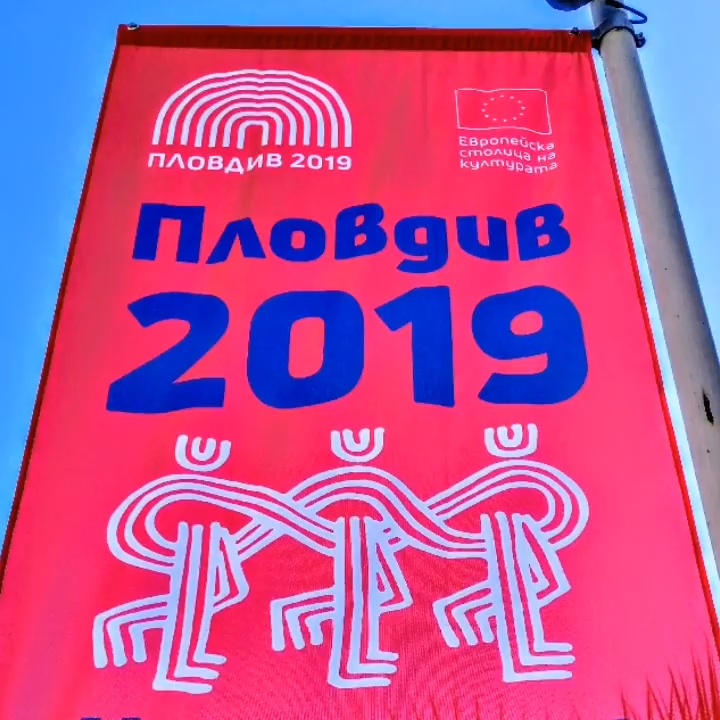 ПЛОВДИВ 2019
Европейска
столица на
културата
Пловдив
2019